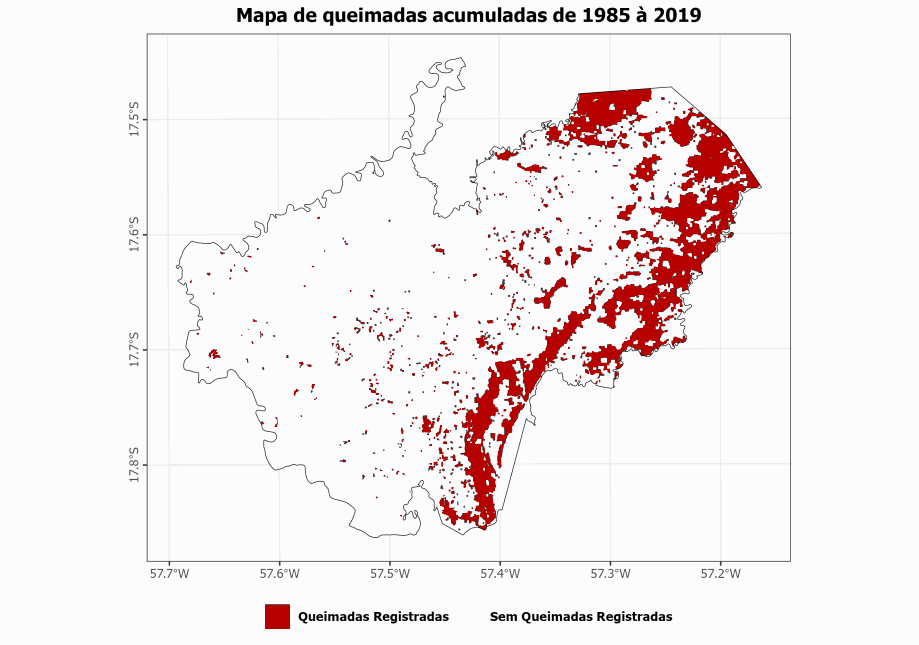 Mapa de queimadas acumuladas de 1985 à 2019
17.5°S
17.6°S
17.7°S
17.8°S
57.7°W 57.6°W 57.5°W 57.4°W 57.3°W 57.2°W
Queimadas Registradas Sem Queimadas Registradas